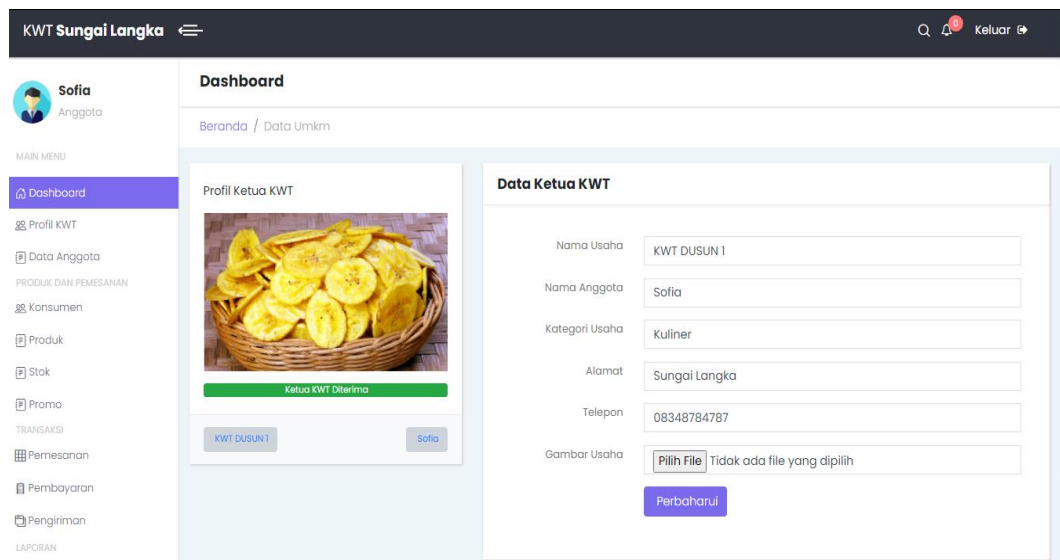 KWT Sungai Langka
0
Keluar
Sofia
Anggota
MAIN MENU
Dashboard
Profil KWT
Data Anggota
PRODUK DAN PEMESANAN
Konsumen
Produk
Stok
Promo
TRANSAKSI
Pemesanan
Pembayaran
Pengiriman
LAPORAN
Dashboard
Beranda / Data Umkm
Profil Ketua KWT
Ketua KWT Diterima
KWT DUSUN 1
Sofia
Data Ketua KWT
Nama Usaha KWT DUSUN 1
Nama Anggota Sofia
Kategori Usaha Kuliner
Alamat Sungai Langka
Telepon 08348784787
Gambar Usaha Pilih File Tidak ada file yang dipilih
Perbaharui